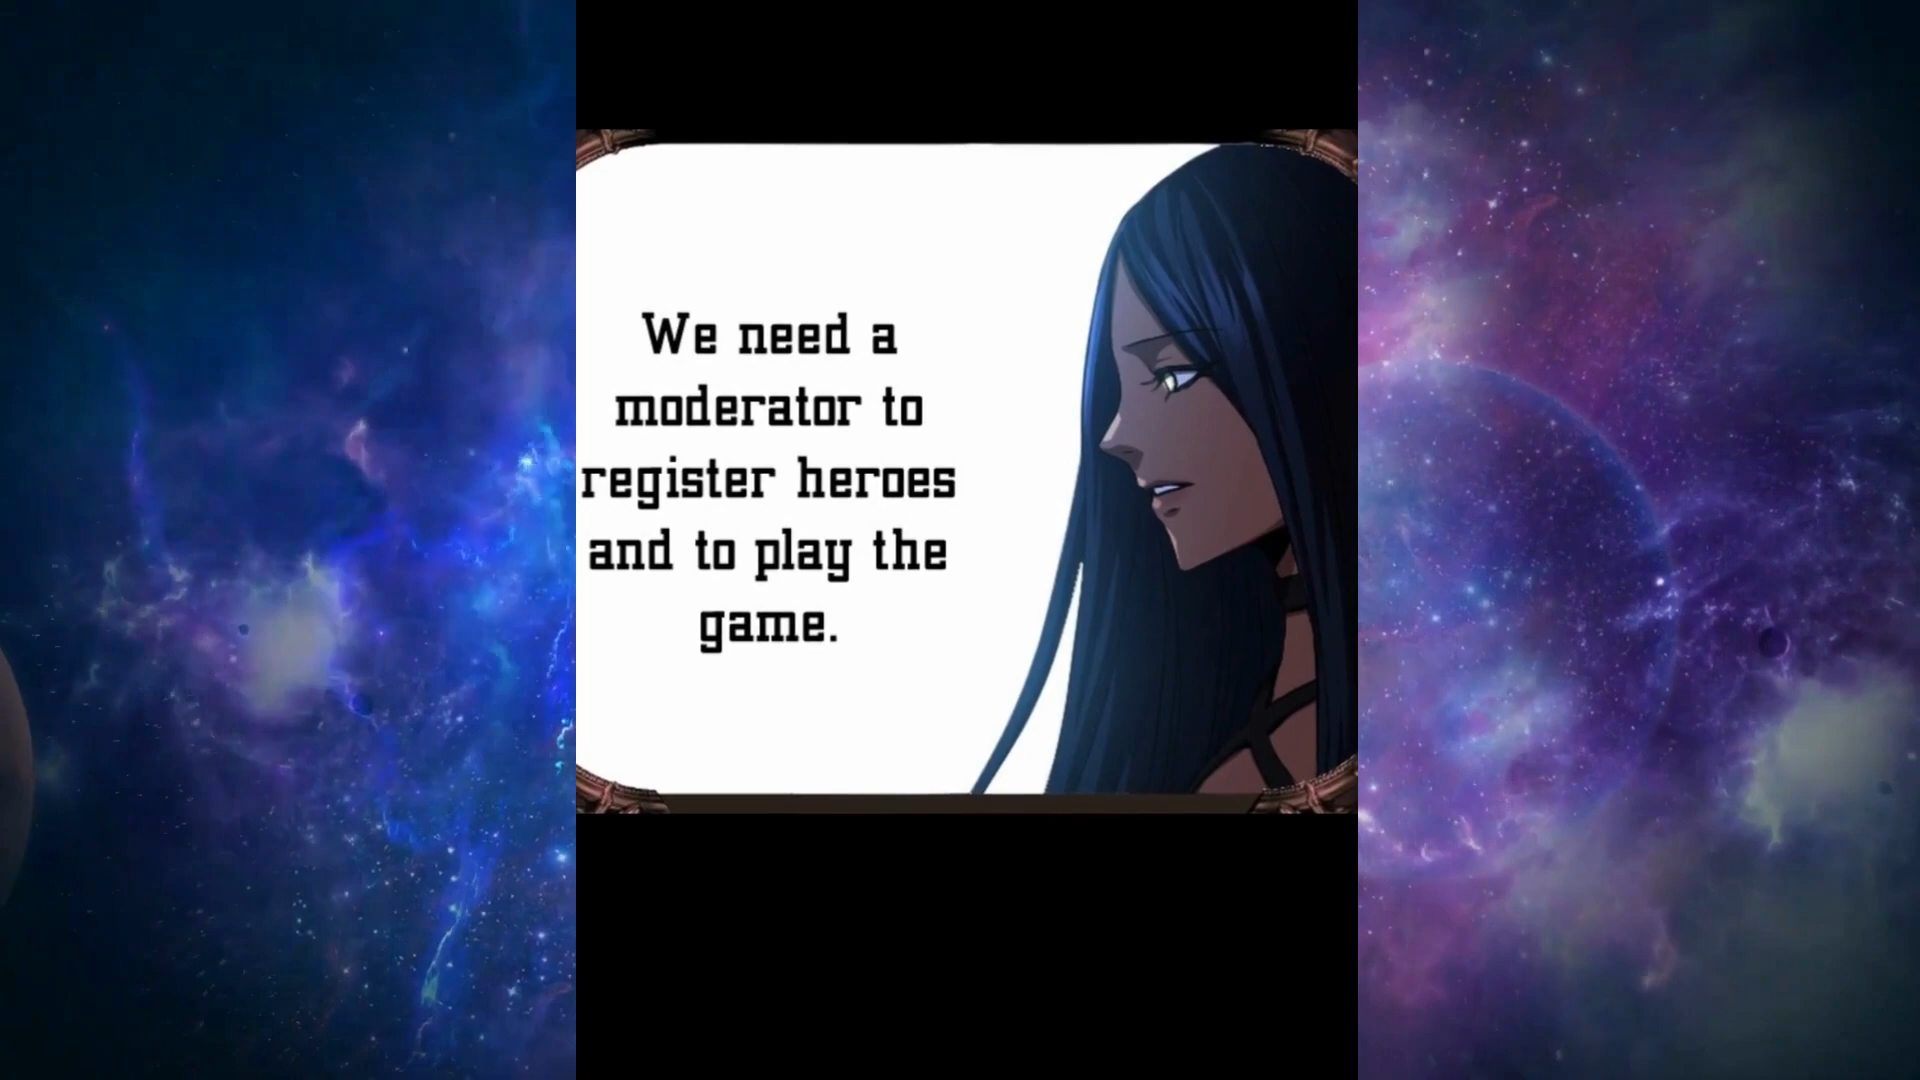 We need a
moderator to
register heroes
and to play the
game.